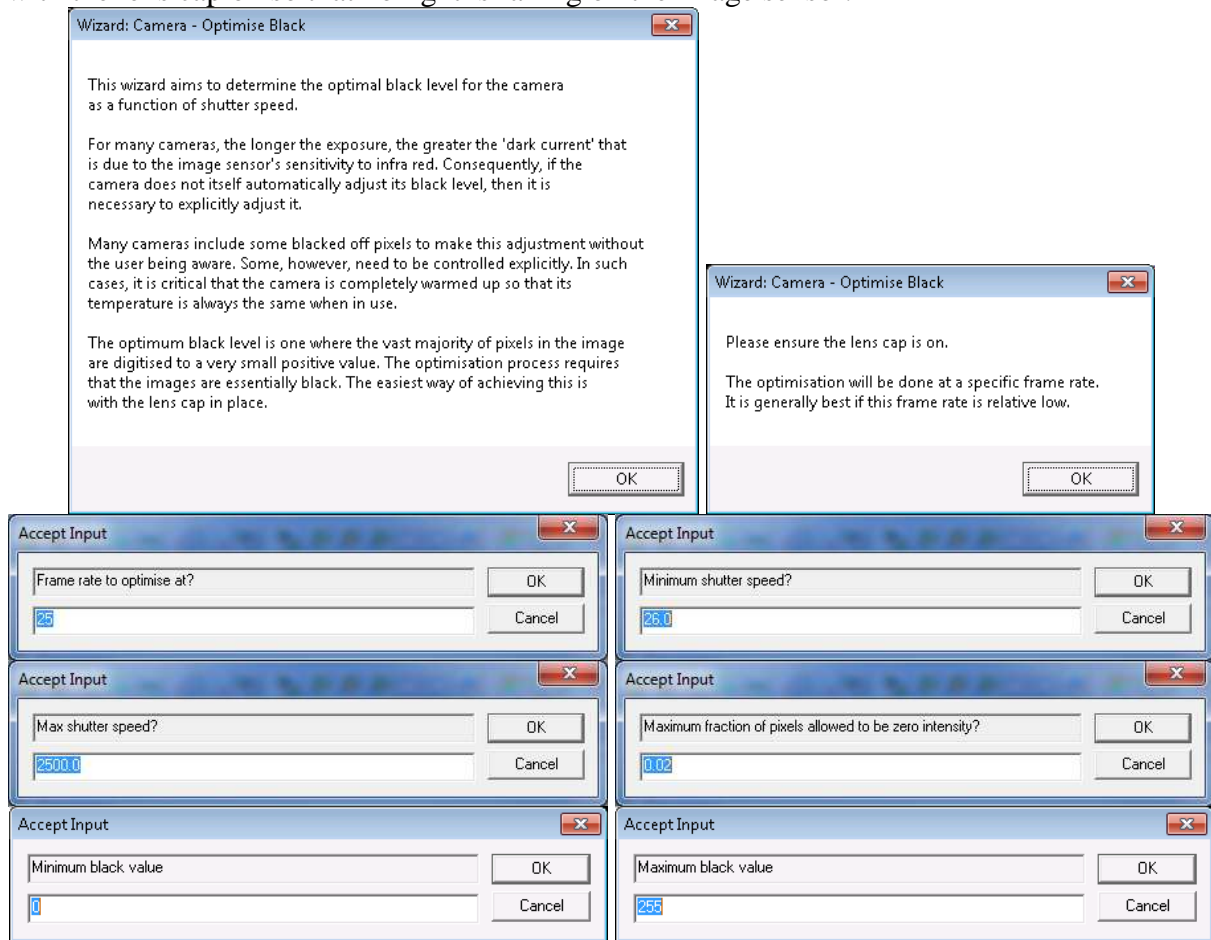 Wizard: Camera - Optimise Black
This wizard aims to determine the optimal black level for the camera
as a function of shutter speed.
For many cameras, the longer the exposure, the greater the 'dark current' that
is due to the image sensor's sensitivity to infra red. Consequently, if the
camera does not itself automatically adjust its black level, then it is
necessary to explicitly adjust it.
Many cameras include some blacked off pixels to make this adjustment without
the user being aware. Some, however, need to be controlled explicitly. In such
cases, it is critical that the camera is completely warmed up so that its
temperature is always the same when in use.
The optimum black level is one where the vast majority of pixels in the image
are digitised to a very small positive value. The optimisation process requires
that the images are essentially black. The easiest way of achieving this is
with the lens cap in place.
OK
Wizard: Camera - Optimise Black
Please ensure the lens cap is on.
The optimisation will be done at a specific frame rate.
It is generally best if this frame rate is relative low.
OK
Accept Input
Frame rate to optimise at?
OK
25
Cancel
Accept Input
Minimum shutter speed?
OK
26.0
Cancel
Accept Input
Max shutter speed?
OK
2500.0
Cancel
Accept Input
Maximum fraction of pixels allowed to be zero intensity?
OK
0.02
Cancel
Accept Input
Minimum black value
OK
0
Cancel
Accept Input
Maximum black value
OK
255
Cancel